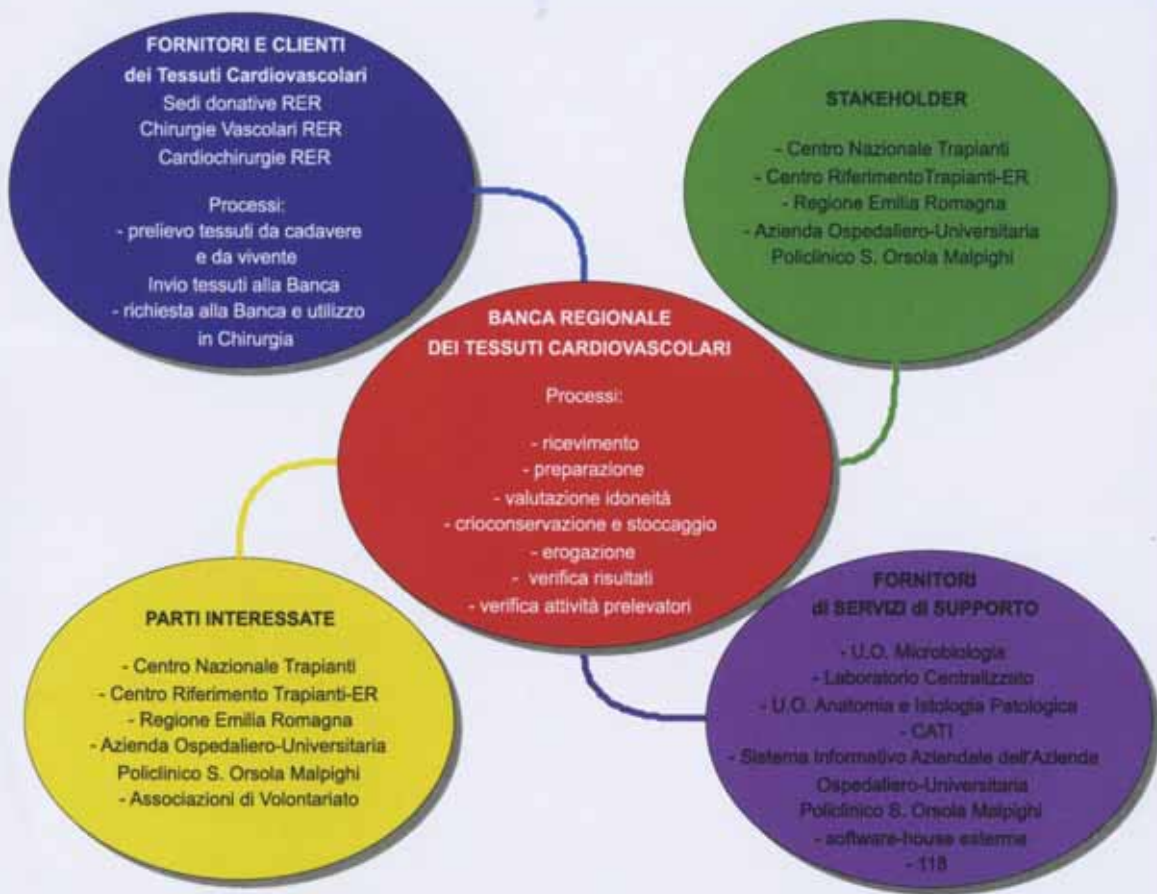 FORNITORI E CLIENTI
dei Tessuti Cardiovascolari
Sedi donative RER
Chirurgie Vascolari RER
Cardiochirurgie RER
Processi:
- prelievo tessuti da cadavere
e da vivente
Invio tessuti alla Banca
- richiesta alla Banca e utilizzo
in Chirurgia
STAKEHOLDER
- Centro Nazionale Trapianti
- Centro RiferimentoTrapianti-ER
- Regione Emilia Romagna
- Azienda Ospedaliero-Universitaria
Policlinico S. Orsola Malpighi
BANCA REGIONALE
DEI TESSUTI CARDIOVASCOLARI
Processi:
- ricevimento
- preparazione
- valutazione idoneità
- crioconservazione e stoccaggio
- erogazione
- verifica risultati
- verifica attività prelevatori
PARTI INTERESSATE
- Centro Nazionale Trapianti
- Centro Riferimento Trapianti-ER
- Regione Emilia Romagna
- Azienda Ospedaliero-Universitaria
Policlinico S. Orsola Malpighi
- Associazioni di Volontariato
FORNITORI
di SERVIZI di SUPPORTO
- U.O. Microbiologia
- Laboratorio Centralizzato
- U.O. Anatomia e Istologia Patologica
- CATI
- Sistema Informativo Aziendale dell'Azienda
Ospedaliero-Universitaria
Policlinico S. Orsola Malpighi
- software-house esterne
- 118